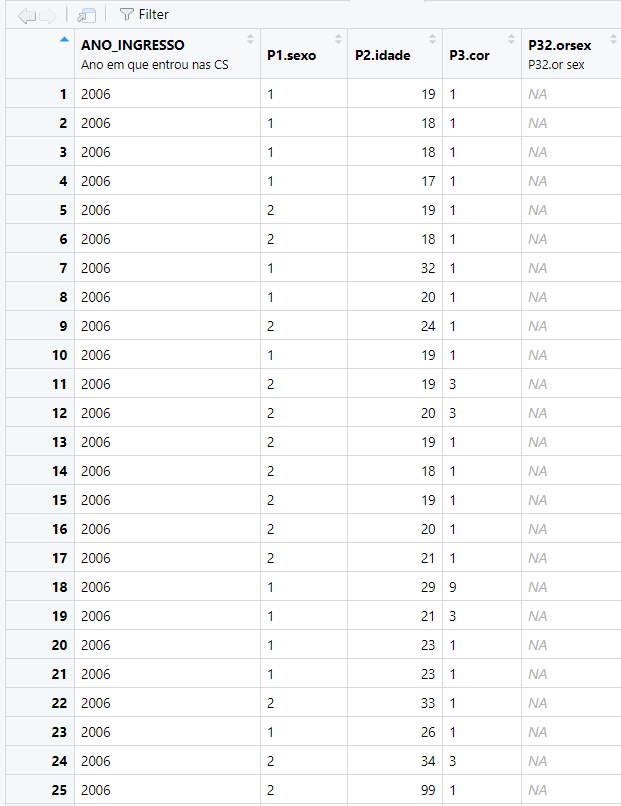 Filter
ANO_INGRESSO P1.sexo P2.idade P3.cor P32.orsex
Ano em que entrou nas CS P32.or sex
1 2006 1 19 1 NA
2 2006 1 18 1 NA
3 2006 1 18 1 NA
4 2006 1 17 1 NA
5 2006 2 19 1 NA
6 2006 2 18 1 NA
7 2006 1 32 1 NA
8 2006 1 20 1 NA
9 2006 2 24 1 NA
10 2006 1 19 1 NA
11 2006 2 19 3 NA
12 2006 2 20 3 NA
13 2006 2 19 1 NA
14 2006 2 18 1 NA
15 2006 2 19 1 NA
16 2006 2 20 1 NA
17 2006 2 21 1 NA
18 2006 1 29 9 NA
19 2006 1 21 3 NA
20 2006 1 23 1 NA
21 2006 1 23 1 NA
22 2006 2 33 1 NA
23 2006 1 26 1 NA
24 2006 2 34 3 NA
25 2006 2 99 1 NA